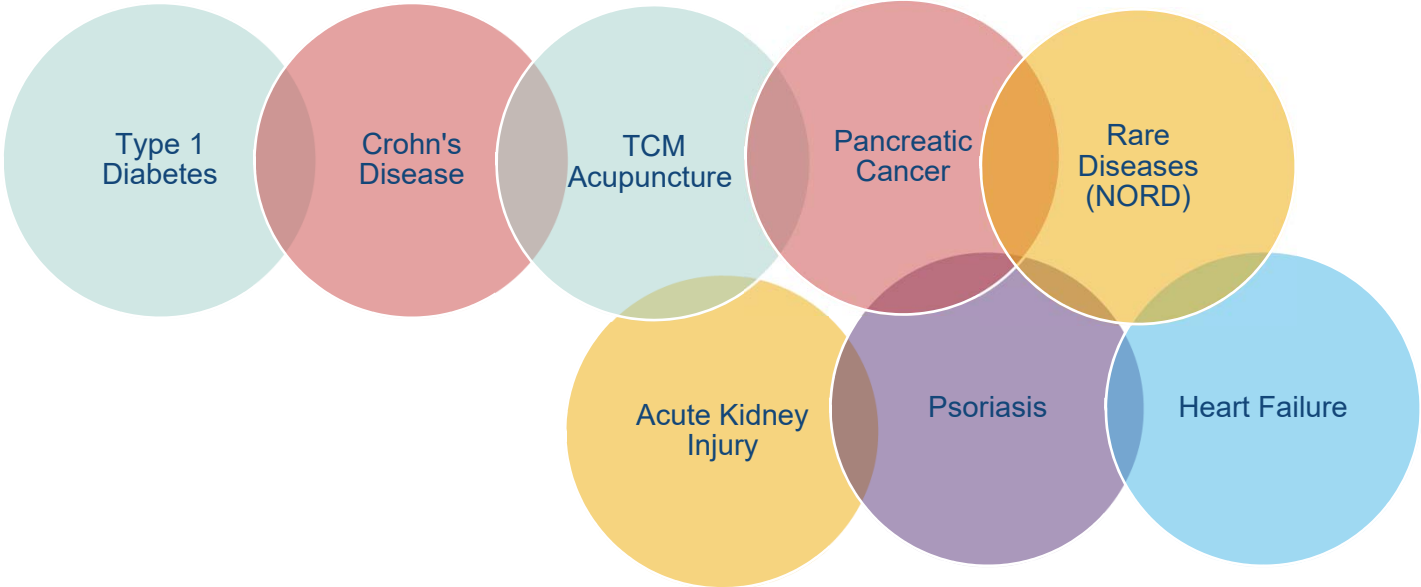 Type 1
Diabetes
Crohn's
Disease
TCM
Acupuncture
Pancreatic
Cancer
Rare
Diseases
(NORD)
Acute Kidney
Injury
Psoriasis
Heart Failure